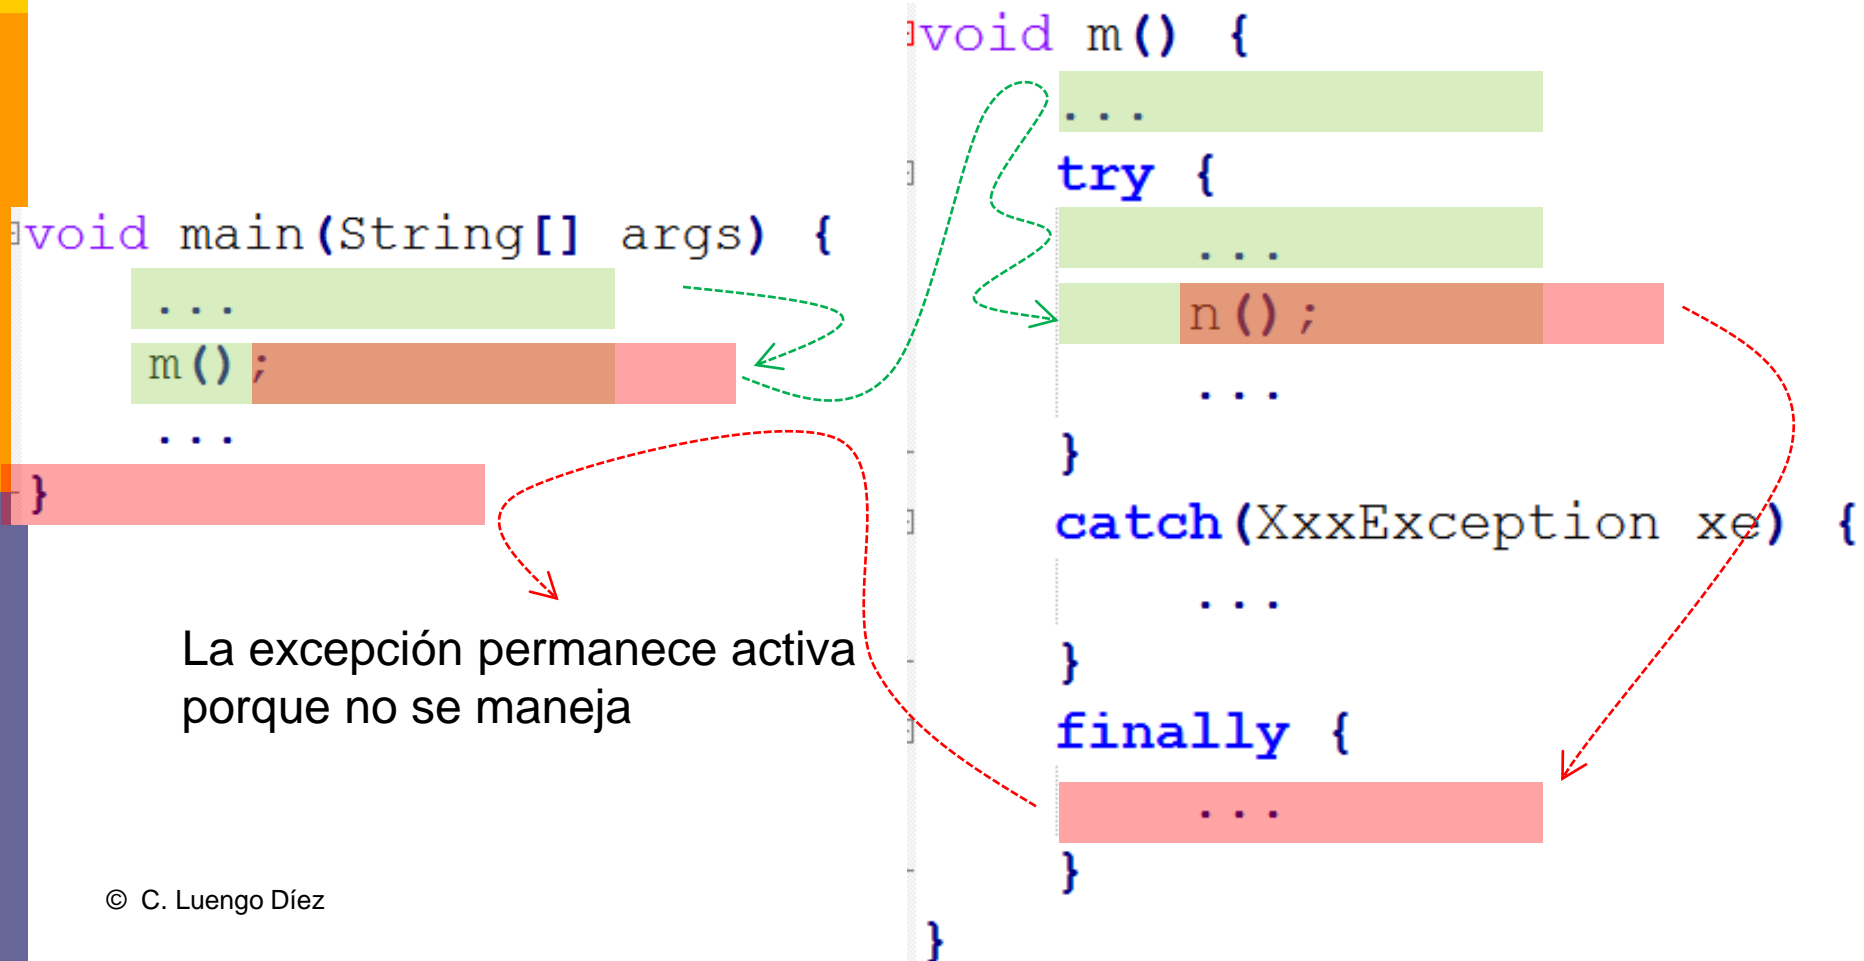 void main(String[] args) {
...
m();
...
}
La excepción permanece activa
porque no se maneja
© C. Luengo Díez
void m() {
...
try {
...
n();
...
}
catch(XxxException xe) {
...
}
finally {
...
}
}